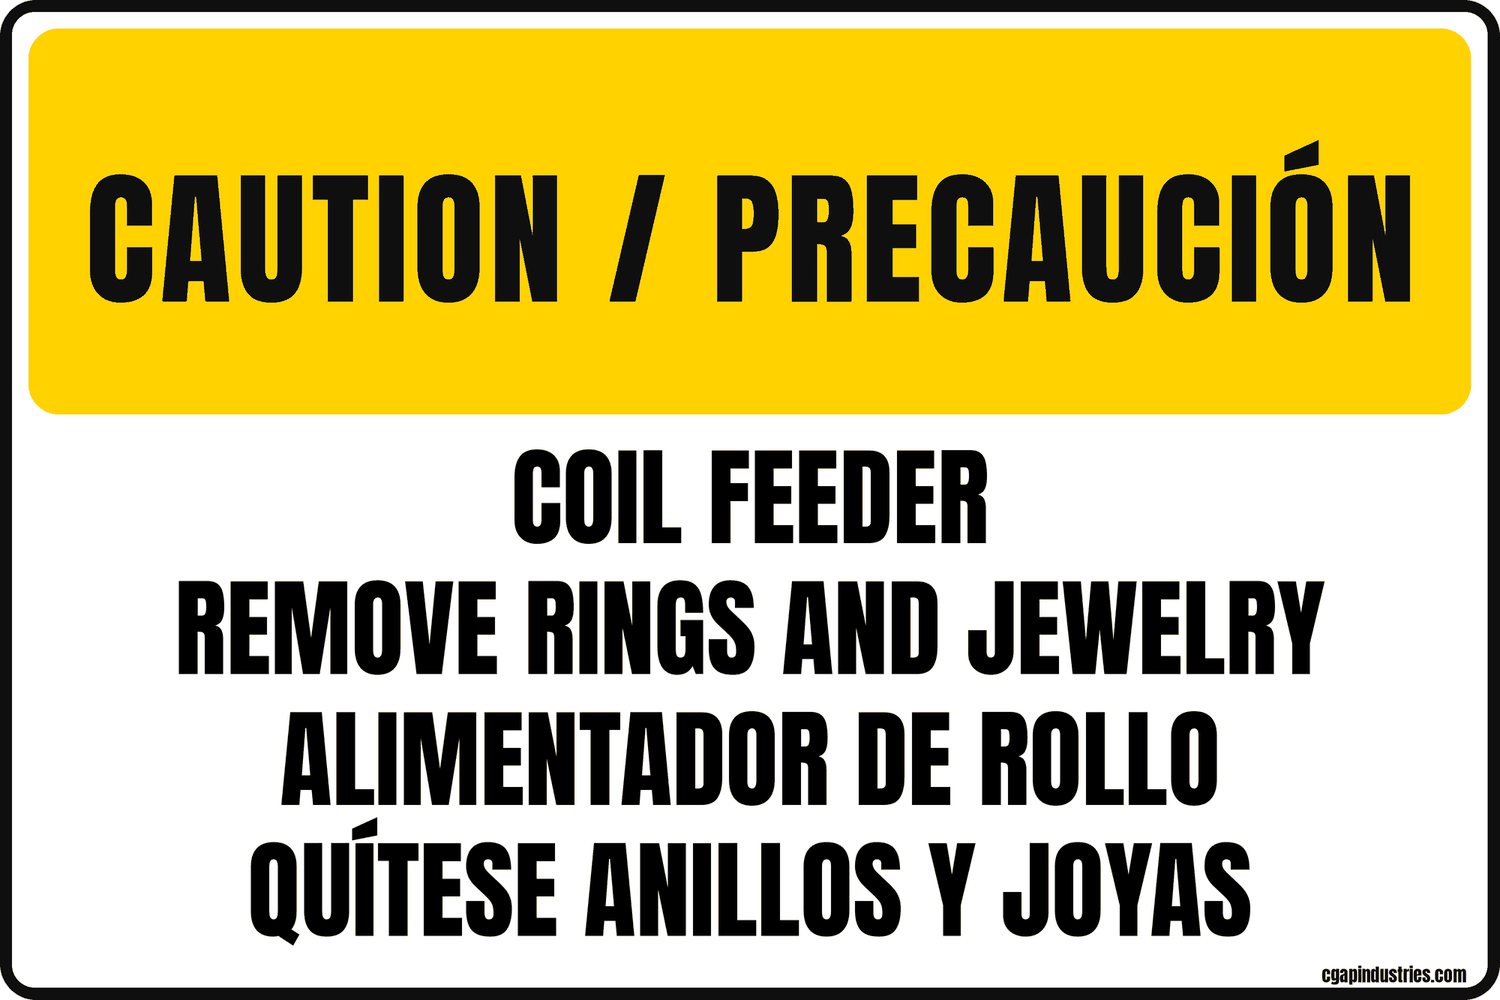 CAUTION / PRECAUCIÓN
COIL FEEDER
REMOVE RINGS AND JEWELRY
ALIMENTADOR DE ROLLO
QUÍTESE ANILLOS Y JOYAS
cgapindustries.com